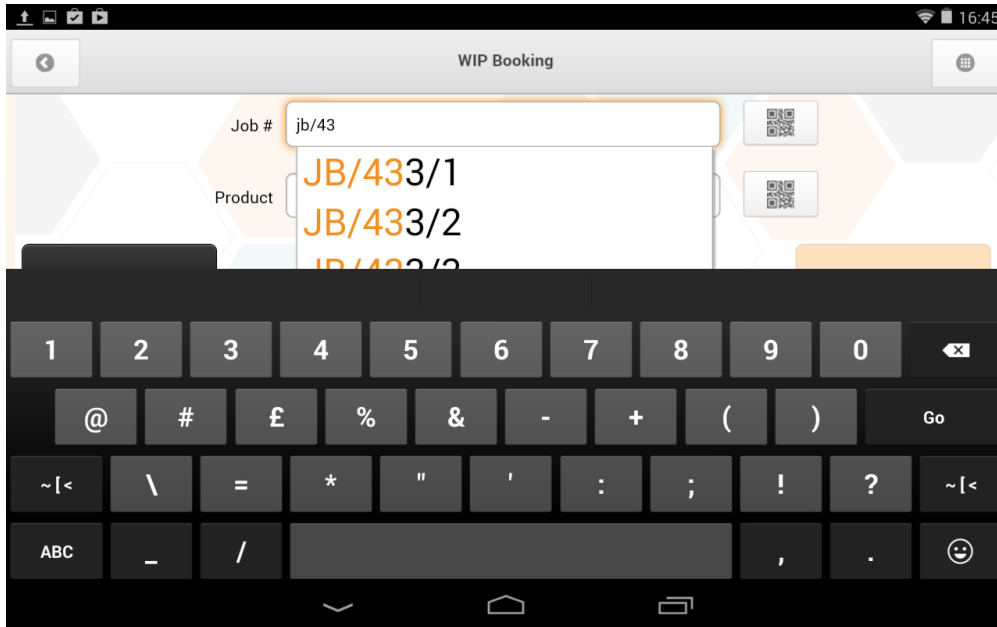 16:45
WIP Booking
Job # jb/43
JB/433/1
Product
JB/433/2
1 2 3 4 5 6 7 8 9 0
@ # £ % & - + ( ) Go
~[< \ = * " ' : ; ! ? ~[<
ABC _ / , .